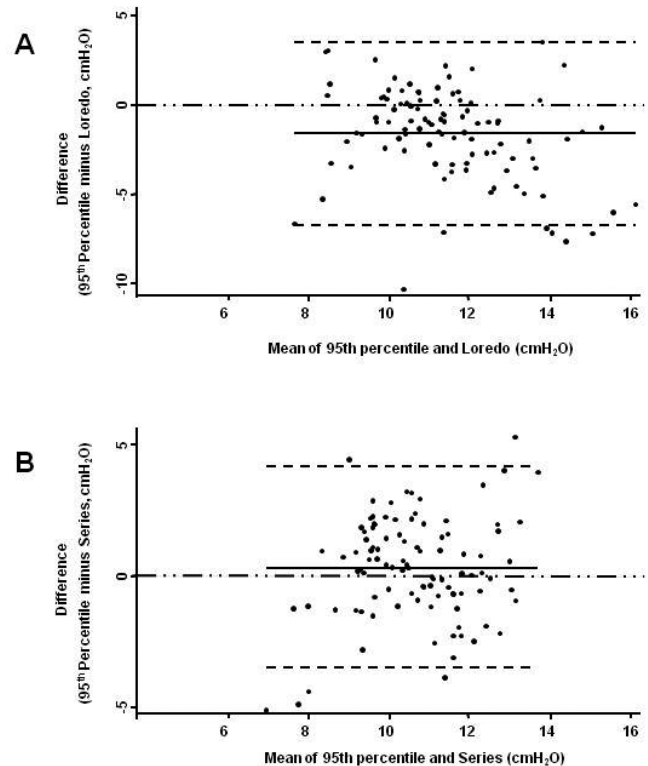 A
Difference
(95th Percentile minus Loredo, cmH2O)
5
0
-5
-10
6 8 10 12 14 16
Mean of 95th percentile and Loredo (cmH2O)
B
Difference
(95th Percentile minus Series, cmH2O)
5
0
-5
6 8 10 12 14 16
Mean of 95th percentile and Series (cmH2O)